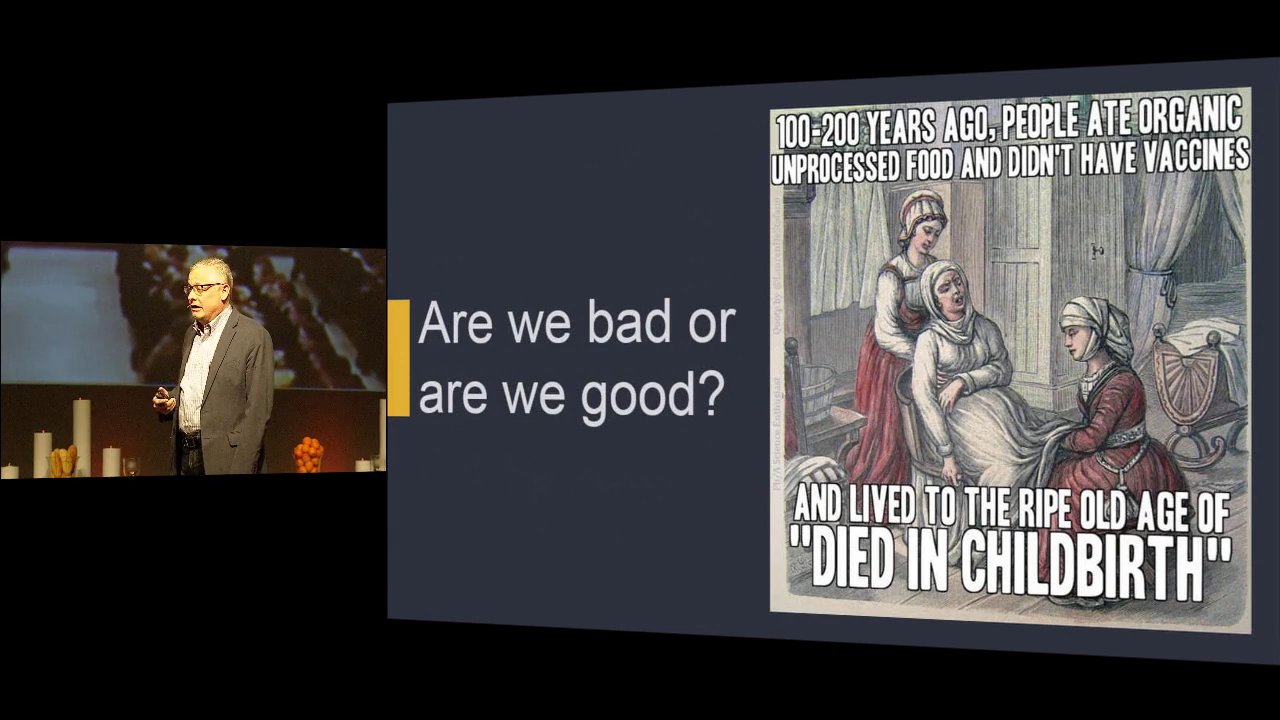 Are we bad or
are we good?
100-200 YEARS AGO, PEOPLE ATE ORGANIC
UNPROCESSED FOOD AND DIDN'T HAVE VACCINES
AND LIVED TO THE RIPE OLD AGE OF
"DIED IN CHILDBIRTH"